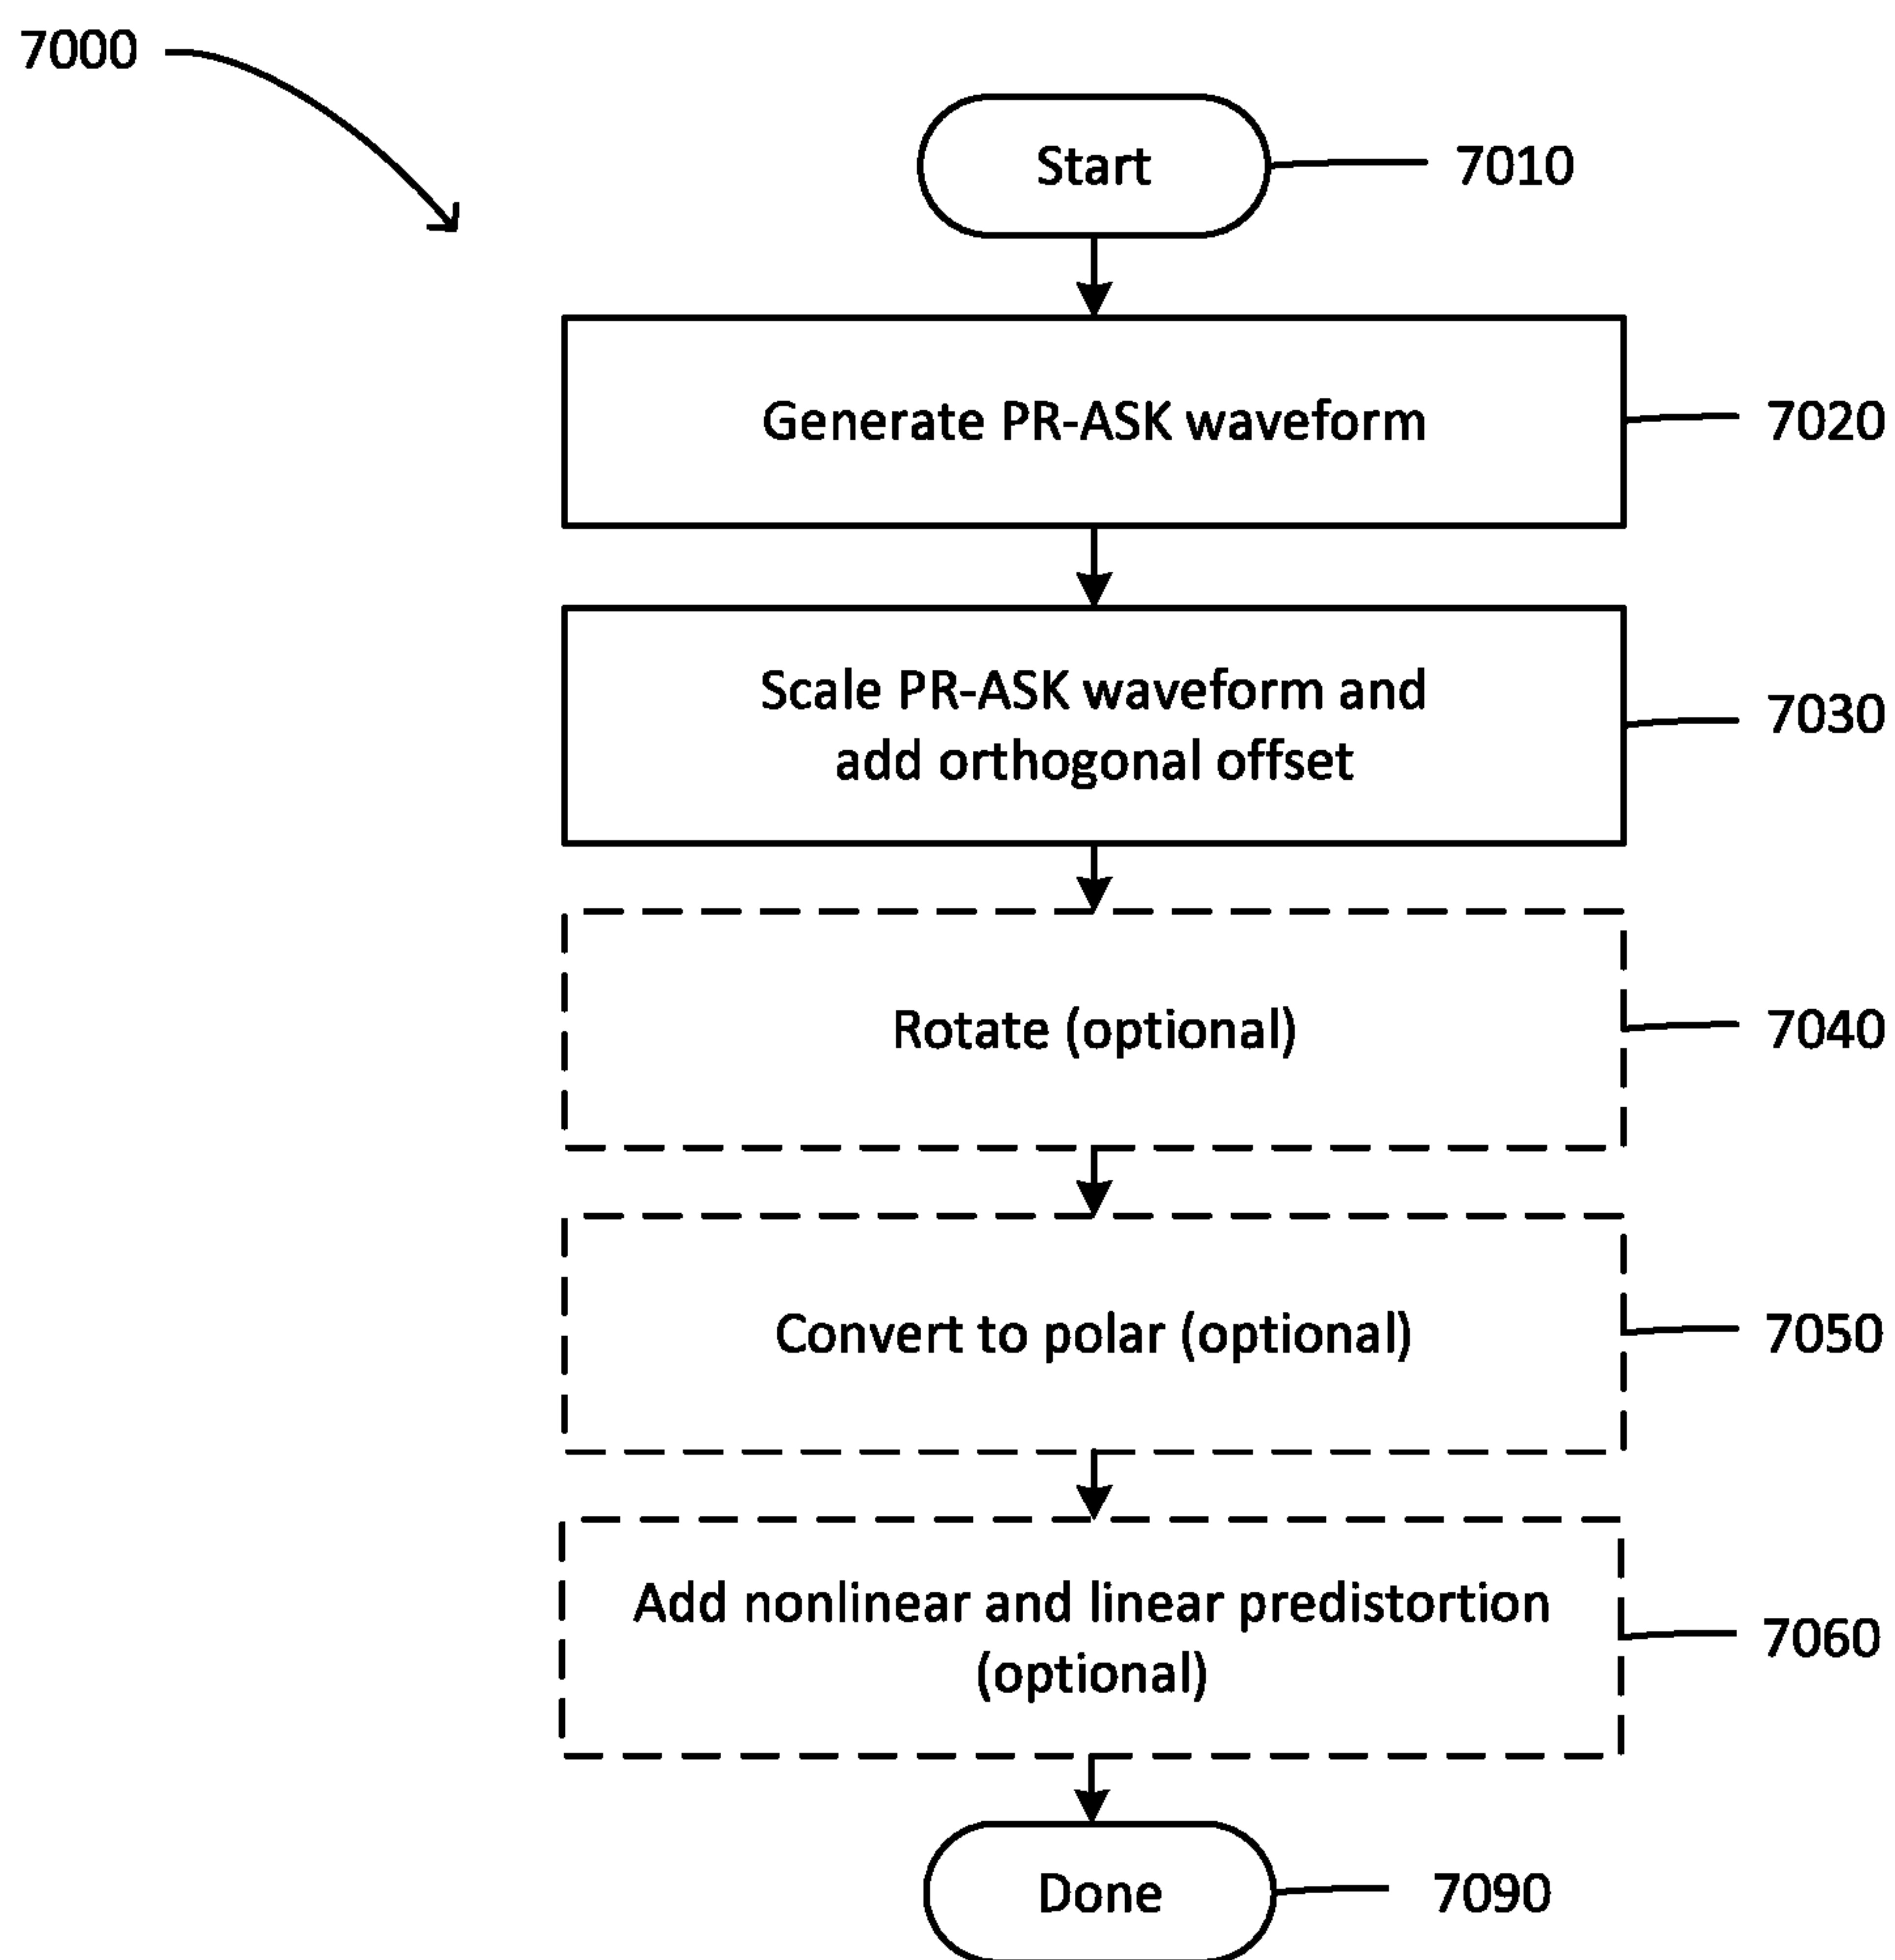 7000
Start
7010
Generate PR-ASK waveform
7020
Scale PR-ASK waveform and
add orthogonal offset
7030
Rotate (optional)
7040
Convert to polar (optional)
7050
Add nonlinear and linear predistortion
(optional)
7060
Done
7090